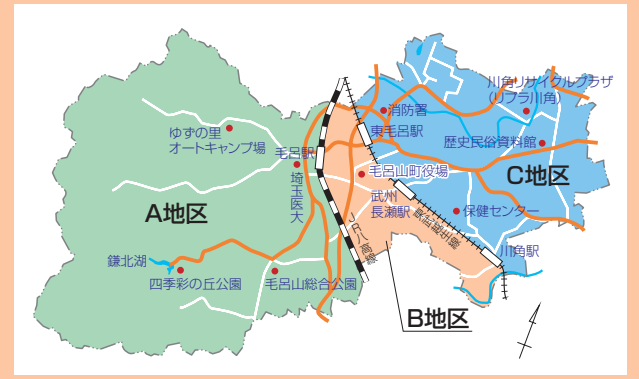 川角リサイクルプラザ
(リフラ川角)
消防署
東毛呂駅
歴史民俗資料館
ゆずの里
オートキャンプ場
毛呂駅
毛呂山町役場
C地区
埼玉医大
武州
長瀬駅
A地区
保健センター
東武越生線
JR八高線
川角駅
鎌北湖
四季彩の丘公園
毛呂山総合公園
B地区